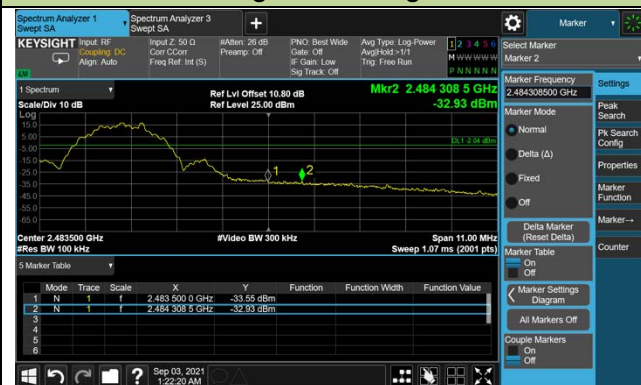 Spectrum Analyzer 1
Swept SA
Spectrum Analyzer 3
Swept SA
+
Marker
KEYSIGHT
Input: RF
Coupling: DC
Align: Auto
Input Z: 50 Ω
Corr CCorr
Freq Ref: Int (S)
#Atten: 26 dB
Preamp: Off
PNO: Best Wide
Gate: Off
IF Gain: Low
Sig Track: Off
Avg Type: Log-Power
Avg|Hold:>1/1
Trig: Free Run
1 2 3 4 5 6
M W W W W W
P N N N N N
LXI
Select Marker
Marker 2
1 Spectrum
Scale/Div 10 dB
Ref Lvl Offset 10.80 dB
Ref Level 25.00 dBm
Mkr2 2.484 308 5 GHz
-32.93 dBm
Log
15.0
5.00
-5.00
-15.0
-25.0
-35.0
-45.0
-55.0
-65.0
DL1 -2.04 dBm
1
2
Center 2.483500 GHz
#Res BW 100 kHz
#Video BW 300 kHz
Span 11.00 MHz
Sweep 1.07 ms (2001 pts)
5 Marker Table
Mode Trace Scale X Y Function Function Width Function Value
1 N 1 f 2.483 500 0 GHz -33.55 dBm
2 N 1 f 2.484 308 5 GHz -32.93 dBm
3
4
5
6
Marker Frequency
2.484308500 GHz
Marker Mode
Normal
Delta (Δ)
Fixed
Off
Delta Marker
(Reset Delta)
Marker Table
On
Off
Marker Settings
Diagram
All Markers Off
Couple Markers
On
Off
Settings
Peak
Search
Pk Search
Config
Properties
Marker
Function
Marker→
Counter
?
Sep 03, 2021
1:22:20 AM